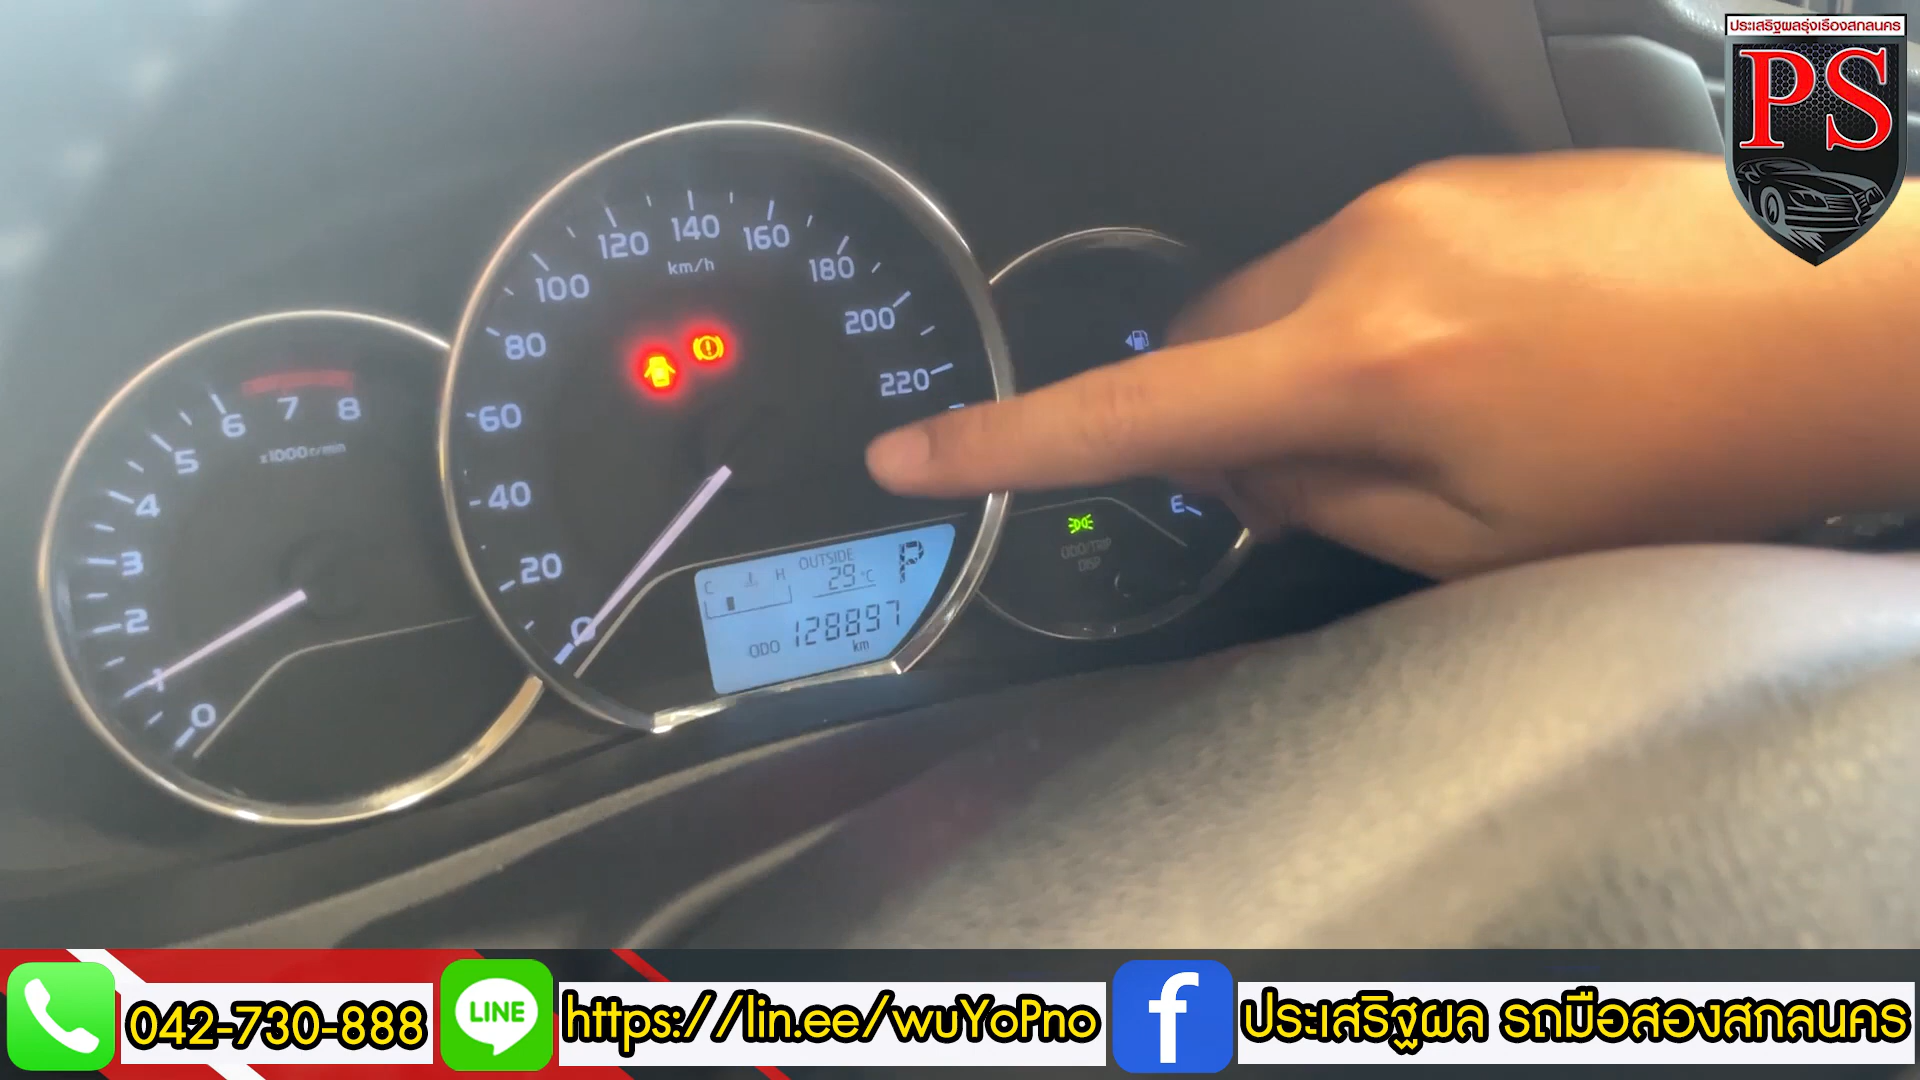 ประเสริฐผลรุ่งเรืองสกลนคร
PS
0
1
2
3
4
5
6
7
8
x1000r/min
0
20
40
60
80
100
120
140
160
180
200
220
km/h
C
H
OUTSIDE
29°C
P
ODO 128897
km
E
ODO/TRIP
DISP
042-730-888
LINE
https://lin.ee/wuYoPno
f
ประเสริฐผล รถมือสองสกลนคร